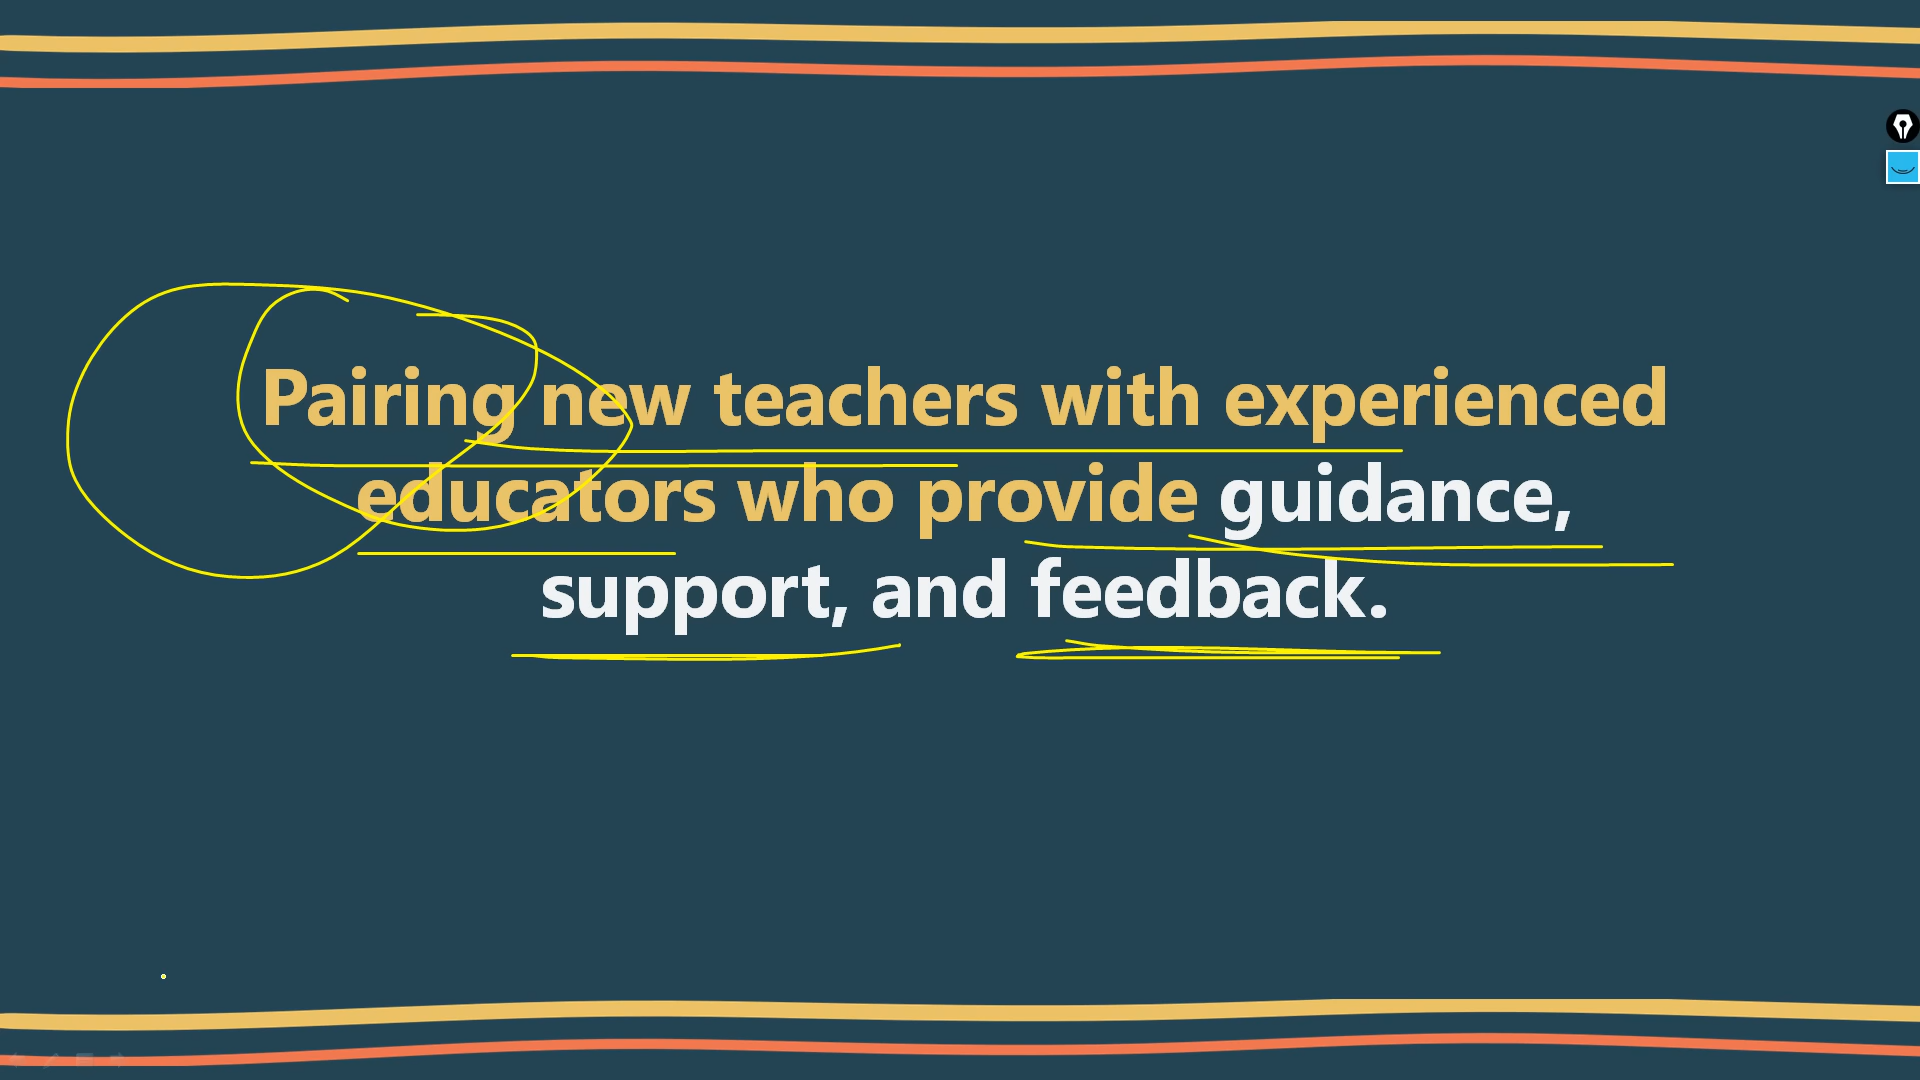 Pairing new teachers with experienced
educators who provide guidance,
support, and feedback.